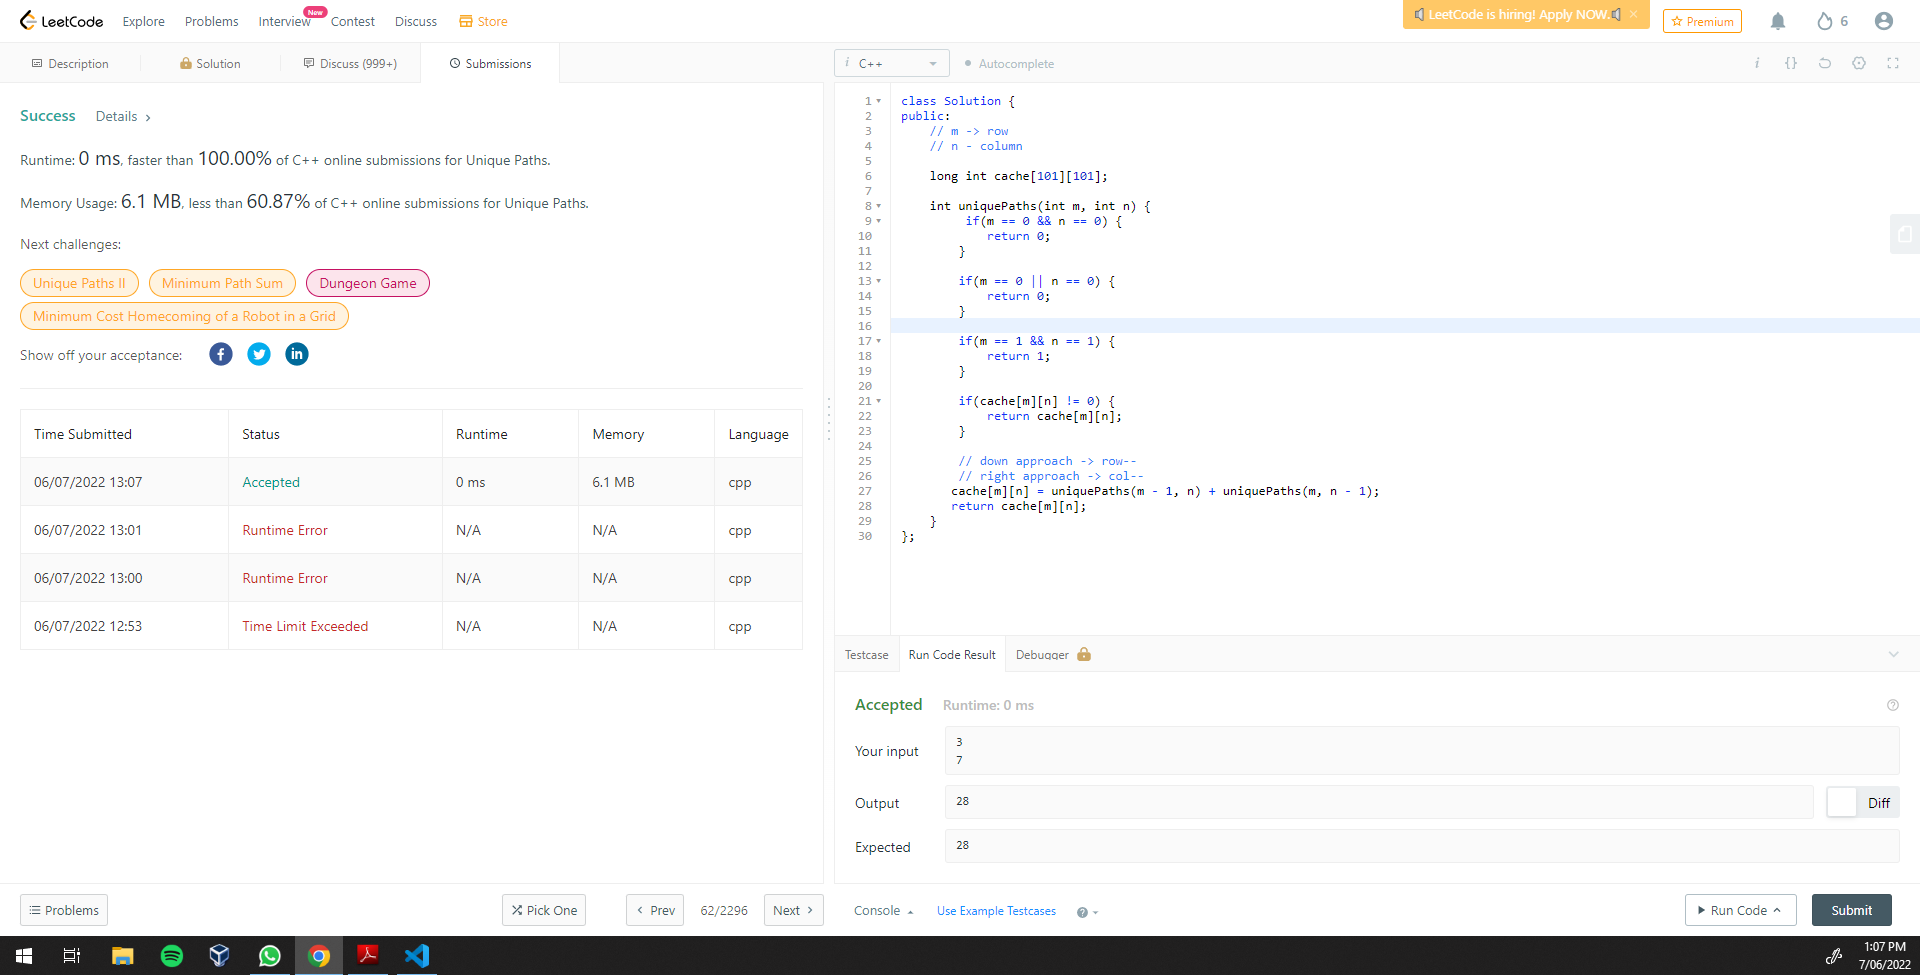 LeetCode Explore Problems Interview New Contest Discuss Store LeetCode is hiring! Apply NOW. × Premium 6
Description Solution Discuss (999+) Submissions
Success Details >
Runtime: 0 ms, faster than 100.00% of C++ online submissions for Unique Paths.
Memory Usage: 6.1 MB, less than 60.87% of C++ online submissions for Unique Paths.
Next challenges:
Unique Paths II Minimum Path Sum Dungeon Game
Minimum Cost Homecoming of a Robot in a Grid
Show off your acceptance:
Time Submitted Status Runtime Memory Language
06/07/2022 13:07 Accepted 0 ms 6.1 MB cpp
06/07/2022 13:01 Runtime Error N/A N/A cpp
06/07/2022 13:00 Runtime Error N/A N/A cpp
06/07/2022 12:53 Time Limit Exceeded N/A N/A cpp
Problems Pick One < Prev 62/2296 Next >
i C++ Autocomplete i {}
1 class Solution {
2 public:
3 // m -> row
4 // n - column
5
6 long int cache[101][101];
7
8 int uniquePaths(int m, int n) {
9 if(m == 0 && n == 0) {
10 return 0;
11 }
12
13 if(m == 0 || n == 0) {
14 return 0;
15 }
16
17 if(m == 1 && n == 1) {
18 return 1;
19 }
20
21 if(cache[m][n] != 0) {
22 return cache[m][n];
23 }
24
25 // down approach -> row--
26 // right approach -> col--
27 cache[m][n] = uniquePaths(m - 1, n) + uniquePaths(m, n - 1);
28 return cache[m][n];
29 }
30 };
Testcase Run Code Result Debugger
Accepted Runtime: 0 ms
Your input
3
7
Output 28 Diff
Expected 28
Console Use Example Testcases Run Code Submit
1:07 PM
7/06/2022